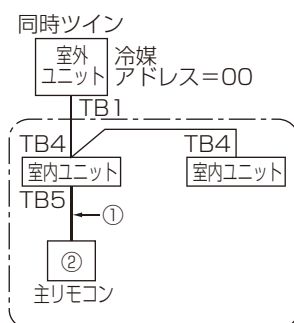 同時ツイン
室外
ユニット
冷媒
アドレス=00
TB1
TB4
TB4
室内ユニット
室内ユニット
TB5
①
②
主リモコン